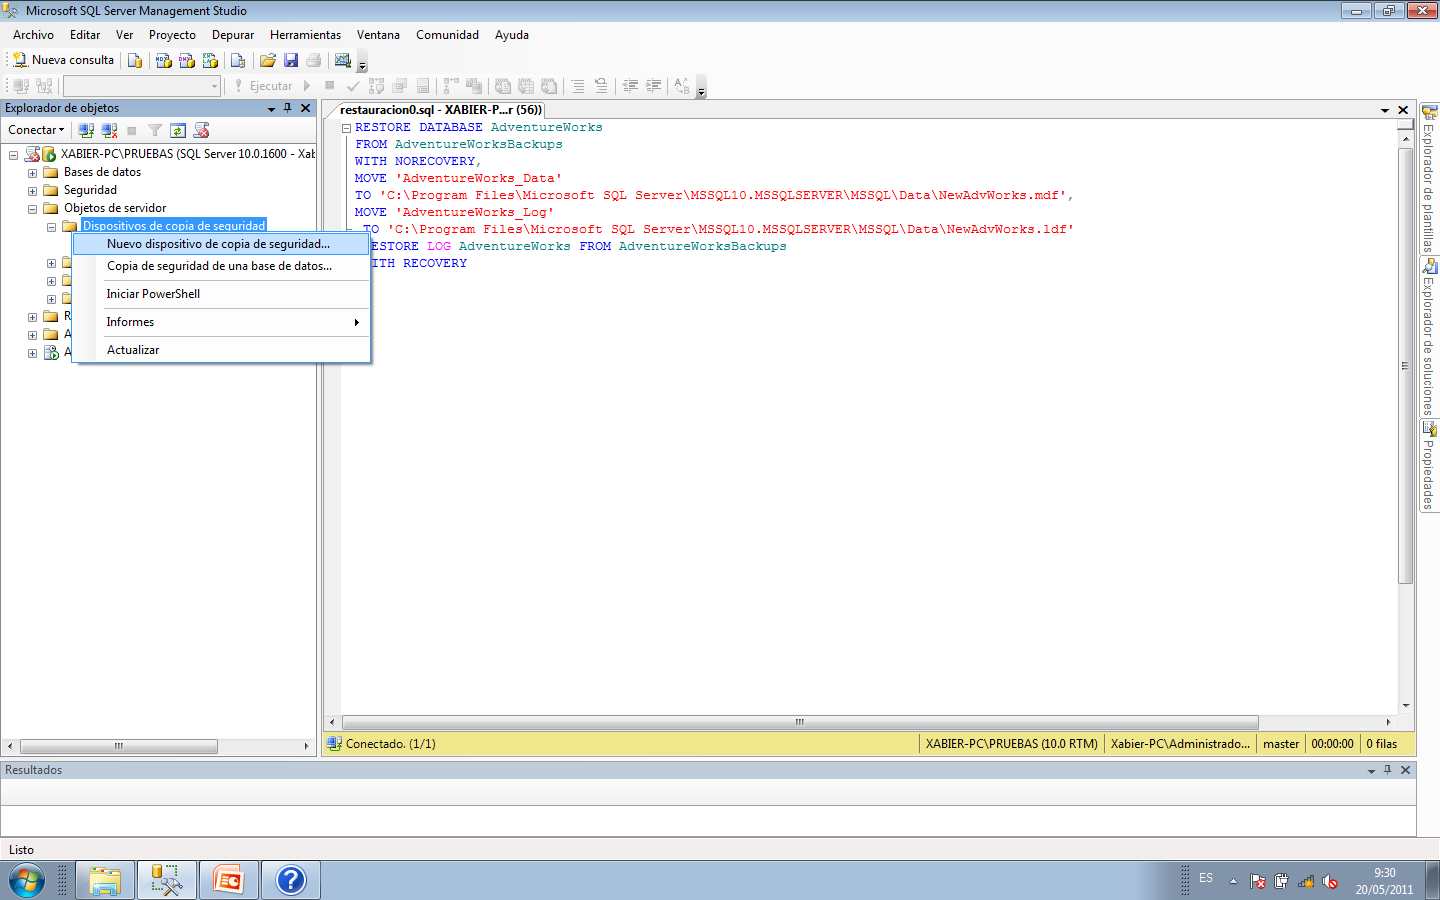 Microsoft SQL Server Management Studio
Archivo Editar Ver Proyecto Depurar Herramientas Ventana Comunidad Ayuda
Nueva consulta
Ejecutar
Explorador de objetos
Conectar
XABIER-PC\PRUEBAS (SQL Server 10.0.1600 - Xab
Bases de datos
Seguridad
Objetos de servidor
Dispositivos de copia de seguridad
Nuevo dispositivo de copia de seguridad...
Copia de seguridad de una base de datos...
Iniciar PowerShell
Informes
Actualizar
R
A
A
restauracion0.sql - XABIER-P...r (56))
RESTORE DATABASE AdventureWorks
FROM AdventureWorksBackups
WITH NORECOVERY,
MOVE 'AdventureWorks_Data'
TO 'C:\Program Files\Microsoft SQL Server\MSSQL10.MSSQLSERVER\MSSQL\Data\NewAdvWorks.mdf',
MOVE 'AdventureWorks_Log'
TO 'C:\Program Files\Microsoft SQL Server\MSSQL10.MSSQLSERVER\MSSQL\Data\NewAdvWorks.ldf'
ESTORE LOG AdventureWorks FROM AdventureWorksBackups
ITH RECOVERY
Explorador de plantillas
Explorador de soluciones
Propiedades
Conectado. (1/1)
XABIER-PC\PRUEBAS (10.0 RTM) Xabier-PC\Administrado... master 00:00:00 0 filas
Resultados
Listo
ES
9:30
20/05/2011